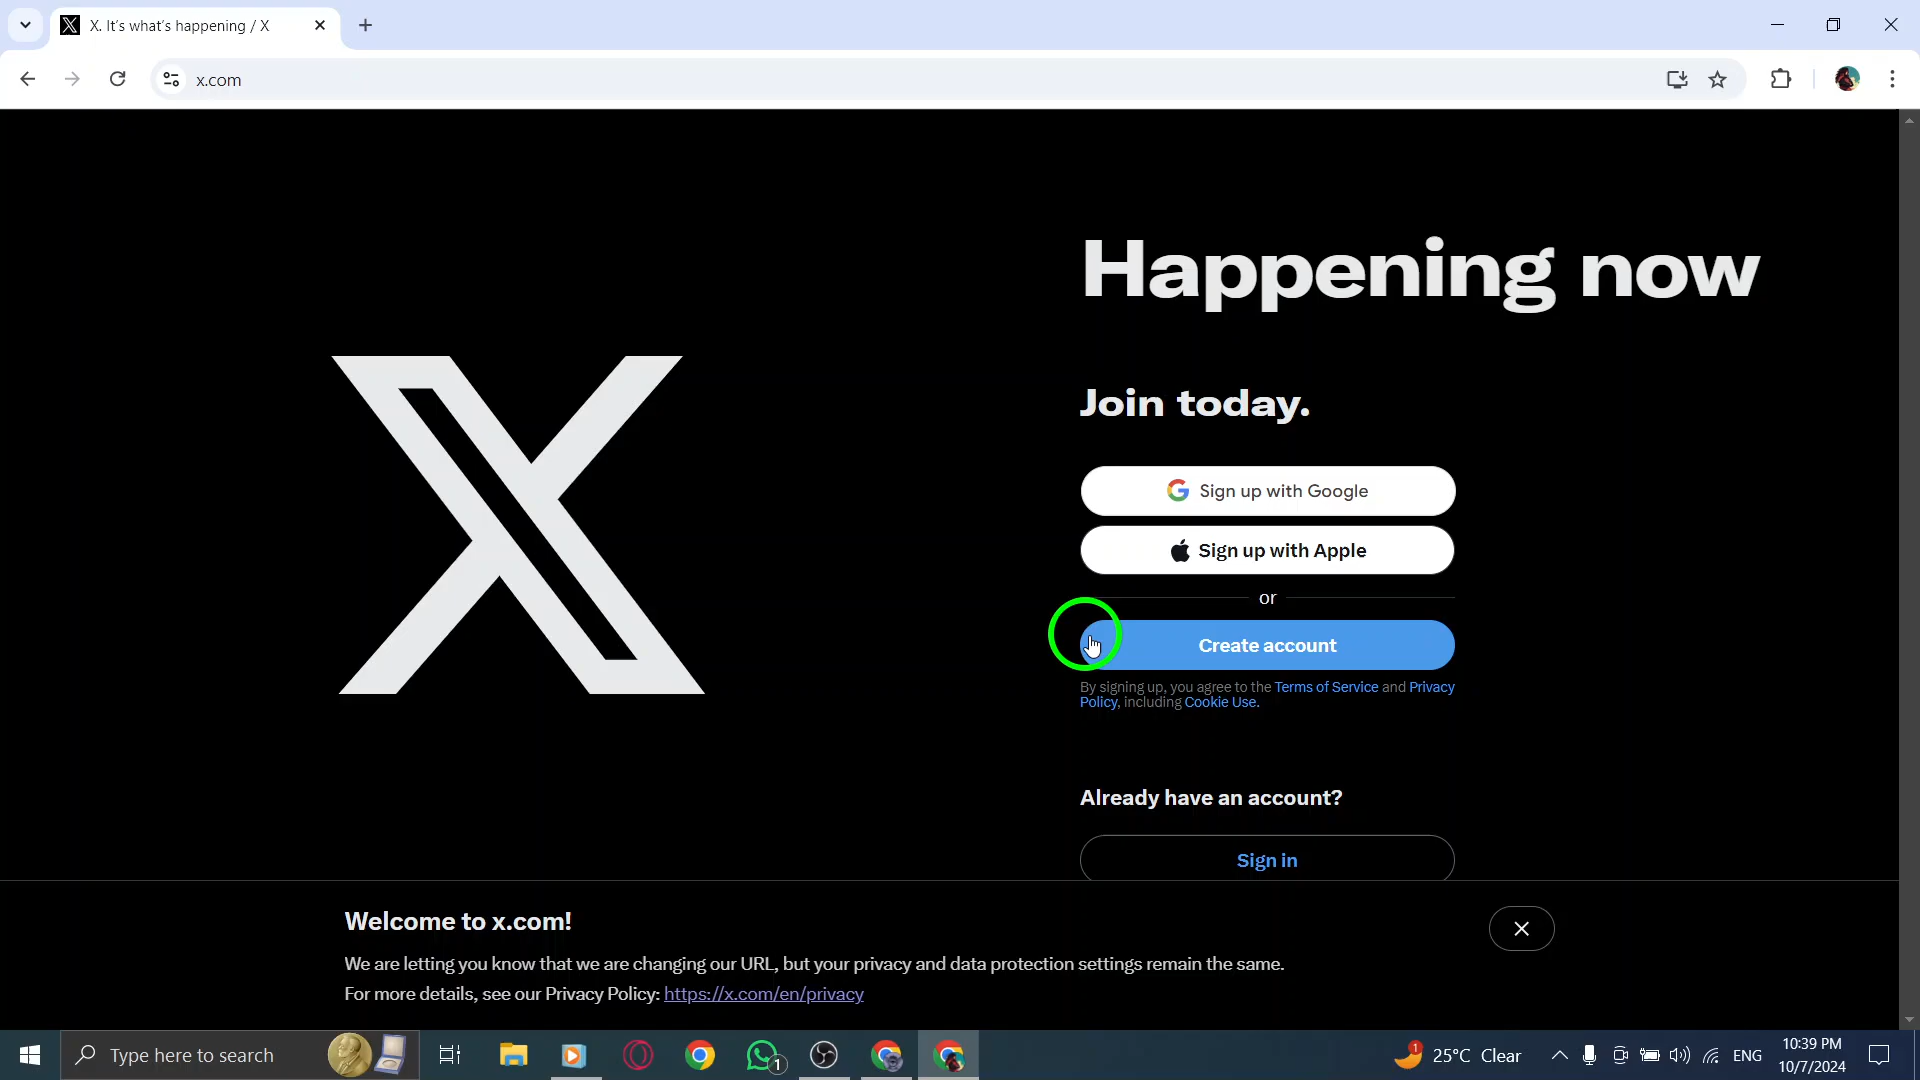 X. It's what's happening / X
x.com
Happening now
Join today.
Sign up with Google
Sign up with Apple
or
Create account
By signing up, you agree to the Terms of Service and Privacy
Policy, including Cookie Use.
Already have an account?
Sign in
Welcome to x.com!
We are letting you know that we are changing our URL, but your privacy and data protection settings remain the same.
For more details, see our Privacy Policy: https://x.com/en/privacy
Type here to search
1
1
25°C Clear
ENG
10:39 PM
10/7/2024